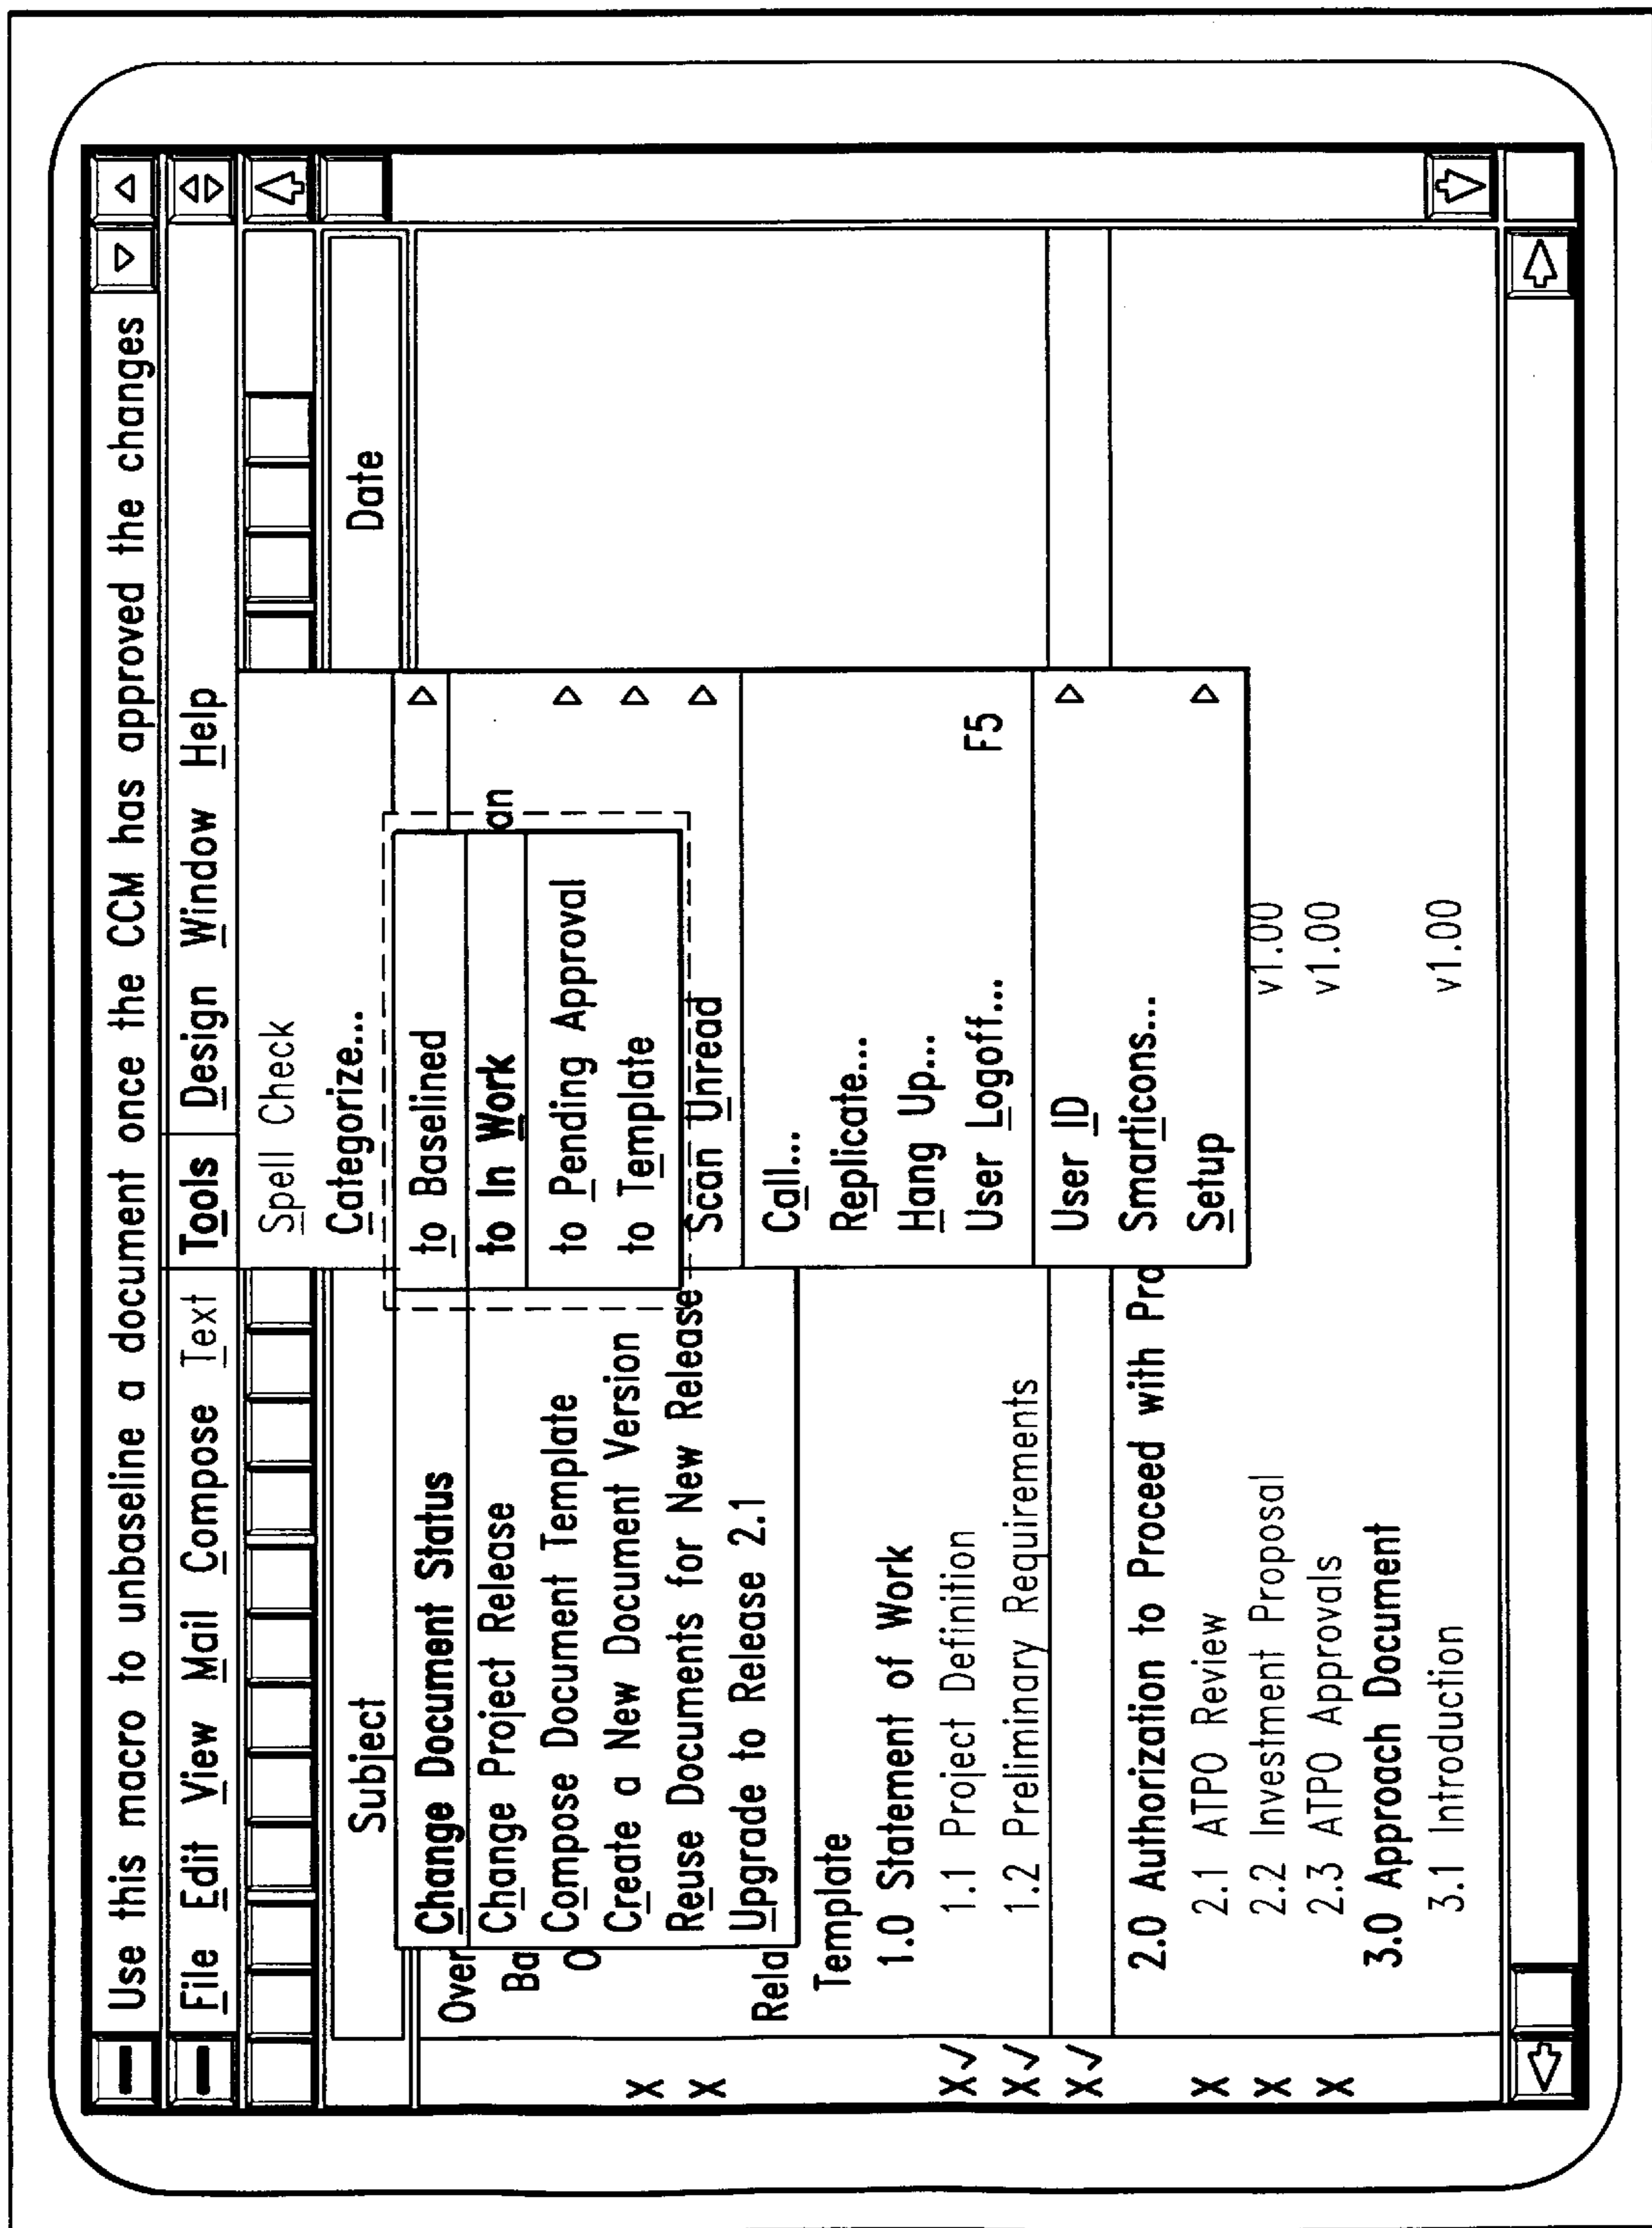 Use this macro to unbaseline a document once the CCM has approved the changes
File Edit View Mail Compose Text Tools Design Window Help
Subject
Date
Spell Check
Categorize...
Change Document Status
Change Project Release
Compose Document Template
Create a New Document Version
Reuse Documents for New Release
Upgrade to Release 2.1
to Baselined
to In Work
to Pending Approval
to Template
an
Scan Unread
Call...
Replicate...
Hang Up...
User Logoff... F5
User ID
Smarticons...
Setup
Over
Ba
O
X
X
Rela
Template
1.0 Statement of Work
X√ 1.1 Project Definition
X√ 1.2 Preliminary Requirements
X√
2.0 Authorization to Proceed with Pro
X 2.1 ATPO Review
X 2.2 Investment Proposal v1.00
X 2.3 ATPO Approvals v1.00
3.0 Approach Document
3.1 Introduction v1.00